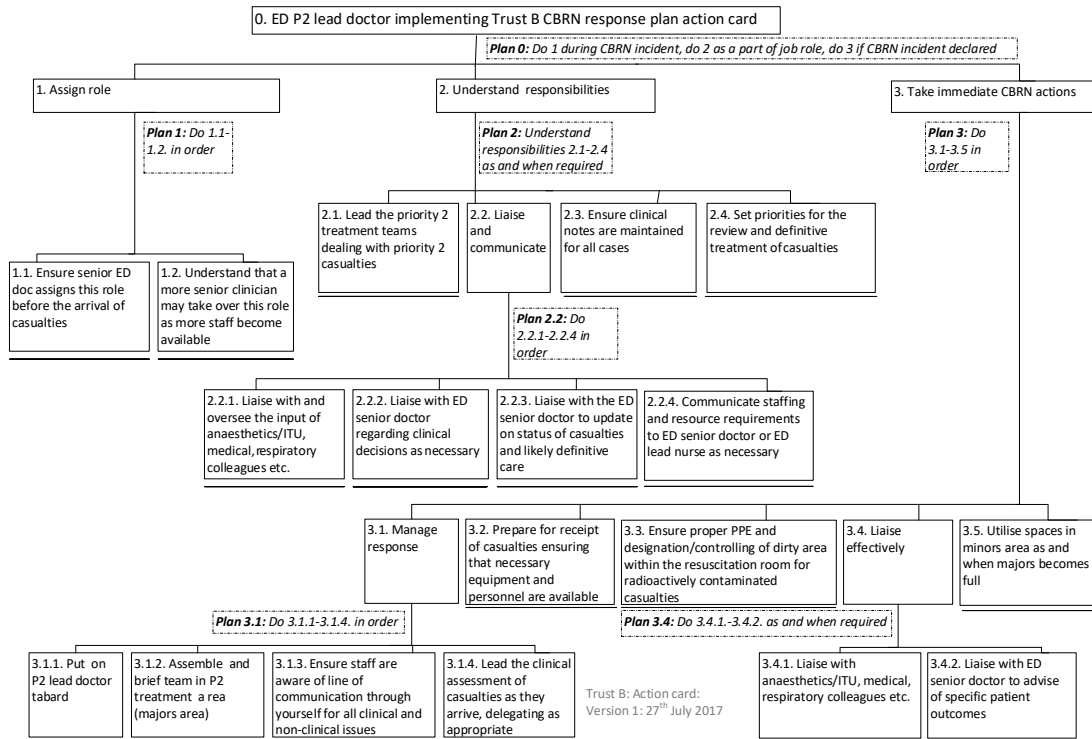 0. ED P2 lead doctor implementing Trust B CBRN response plan action card
Plan 0: Do 1 during CBRN incident, do 2 as a part of job role, do 3 if CBRN incident declared
1. Assign role
2. Understand responsibilities
3. Take immediate CBRN actions
Plan 1: Do 1.1-
1.2. in order
Plan 2: Understand
responsibilities 2.1-2.4
as and when required
Plan 3: Do
3.1-3.5 in
order
2.1. Lead the priority 2
treatment teams
dealing with priority 2
casualties
2.2. Liaise
and
communicate
2.3. Ensure clinical
notes are
maintained for all
cases
2.4. Set priorities for the
review and definitive
treatment of casualties
1.1. Ensure senior ED
doc assigns this role
before the arrival of
casualties
1.2. Understand that a
more senior clinician
may take over this role
as more staff become
available
Plan 2.2: Do
2.2.1-2.2.4 in
order
2.2.1. Liaise with and
oversee the input of
anaesthetics/ITU,
medical, respiratory
colleagues etc.
2.2.2. Liaise with ED
senior doctor
regarding clinical
decisions as necessary
2.2.3. Liaise with the ED
senior doctor to update
on status of casualties
and likely definitive
care
2.2.4. Communicate staffing
and resource requirements
to ED senior doctor or ED
lead nurse as necessary
3.1. Manage
response
3.2. Prepare for receipt
of casualties ensuring
that necessary
equipment and
personnel are available
3.3. Ensure proper PPE and
designation/controlling of dirty area
within the resuscitation room for
radioactively contaminated
casualties
3.4. Liaise
effectively
3.5. Utilise spaces in
minors area as and
when majors becomes
full
Plan 3.1: Do 3.1.1-3.1.4. in order
Plan 3.4: Do 3.4.1.-3.4.2. as and when required
3.1.1. Put on
P2 lead doctor
tabard
3.1.2. Assemble and
brief team in P2
treatment a rea
(majors area)
3.1.3. Ensure staff are
aware of line of
communication through
yourself for all clinical and
non-clinical issues
3.1.4. Lead the clinical
assessment of
casualties as they
arrive, delegating as
appropriate
Trust B: Action card:
Version 1: 27th July 2017
3.4.1. Liaise with
anaesthetics/ITU, medical,
respiratory colleagues etc.
3.4.2. Liaise with ED
senior doctor to advise
of specific patient
outcomes